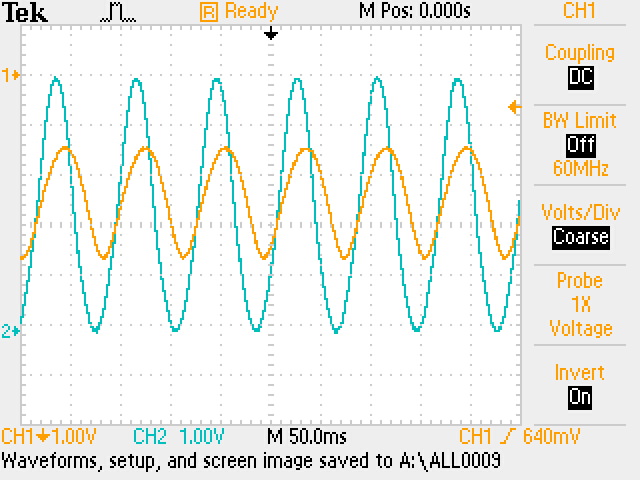 Tek R Ready M Pos: 0.000s CH1
Coupling
DC
BW Limit
Off
60MHz
Volts/Div
Coarse
Probe
1X
Voltage
Invert
On
1
2
CH1 1.00V CH2 1.00V M 50.0ms CH1 640mV
Waveforms, setup, and screen image saved to A:\ALL0009